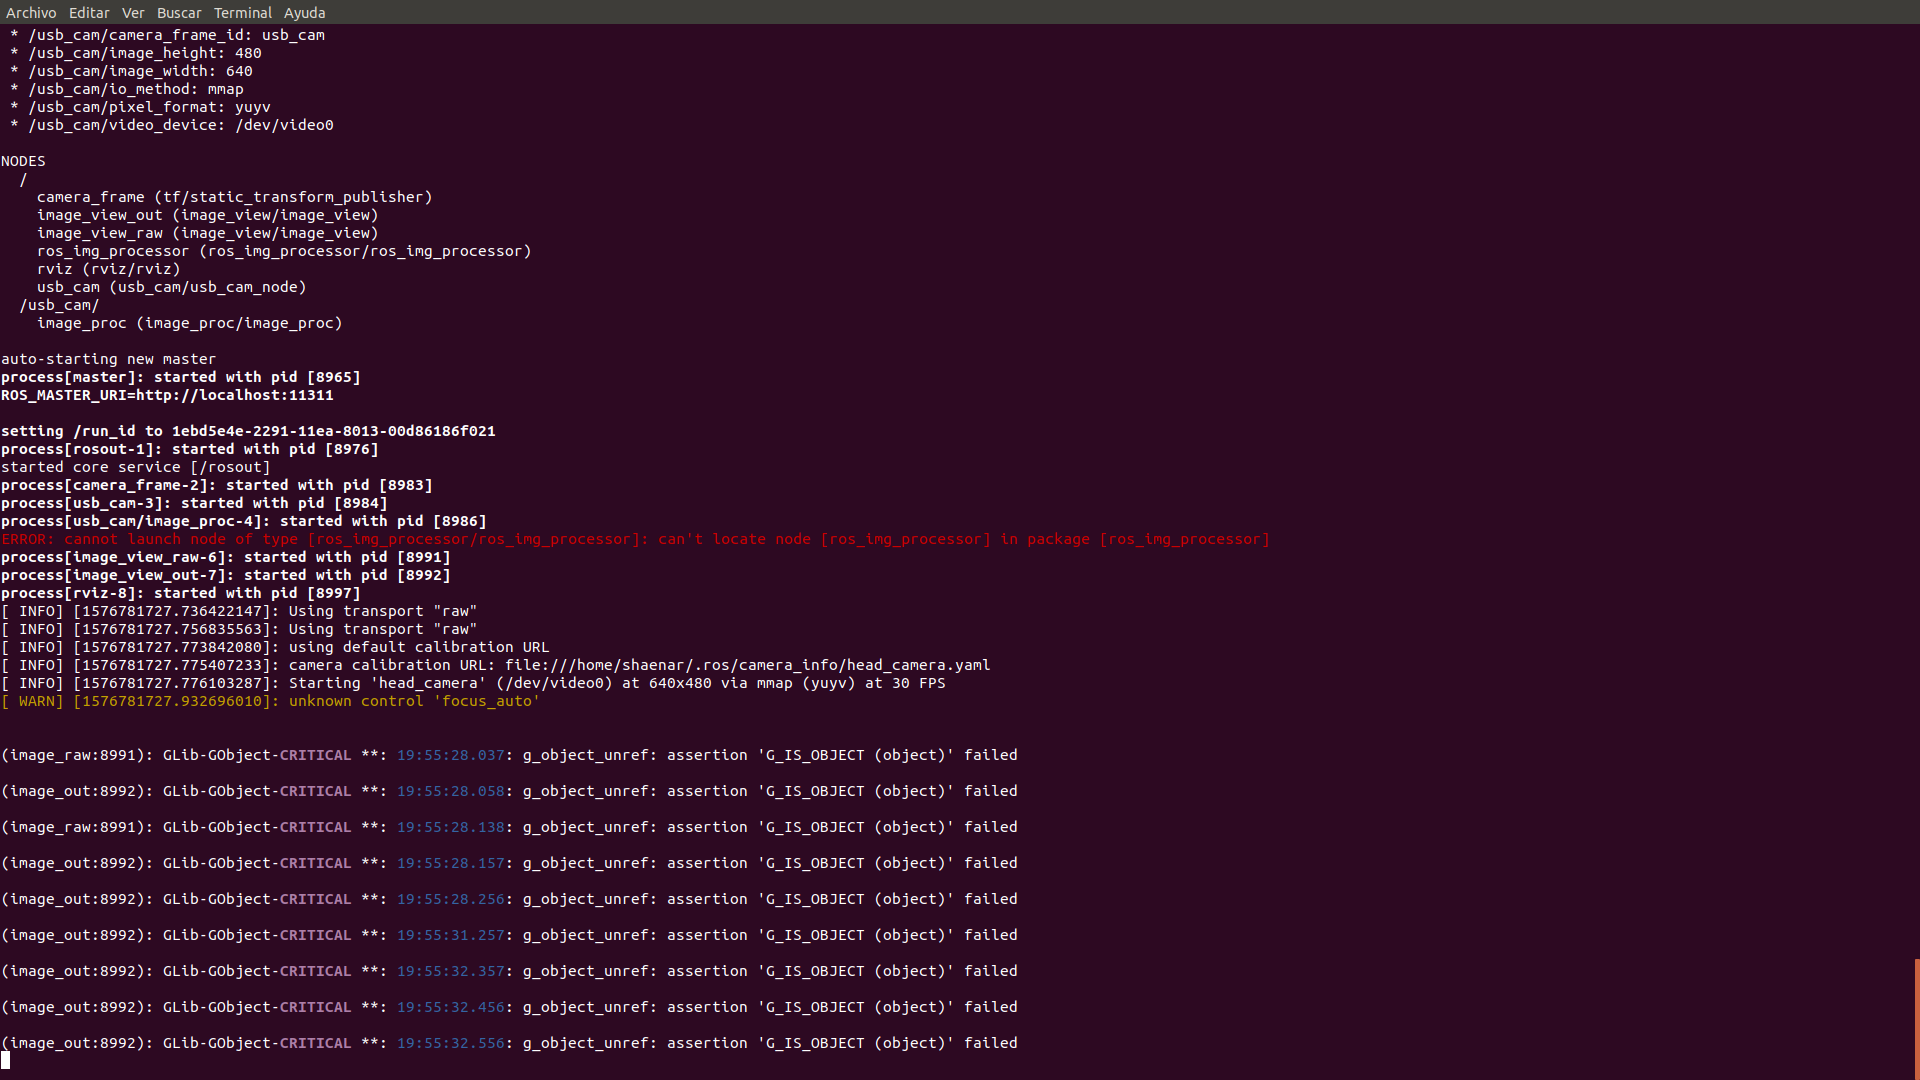 Archivo Editar Ver Buscar Terminal Ayuda
* /usb_cam/camera_frame_id: usb_cam
* /usb_cam/image_height: 480
* /usb_cam/image_width: 640
* /usb_cam/io_method: mmap
* /usb_cam/pixel_format: yuyv
* /usb_cam/video_device: /dev/video0
NODES
/
camera_frame (tf/static_transform_publisher)
image_view_out (image_view/image_view)
image_view_raw (image_view/image_view)
ros_img_processor (ros_img_processor/ros_img_processor)
rviz (rviz/rviz)
usb_cam (usb_cam/usb_cam_node)
/usb_cam/
image_proc (image_proc/image_proc)
auto-starting new master
process[master]: started with pid [8965]
ROS_MASTER_URI=http://localhost:11311
setting /run_id to 1ebd5e4e-2291-11ea-8013-00d86186f021
process[rosout-1]: started with pid [8976]
started core service [/rosout]
process[camera_frame-2]: started with pid [8983]
process[usb_cam-3]: started with pid [8984]
process[usb_cam/image_proc-4]: started with pid [8986]
ERROR: cannot launch node of type [ros_img_processor/ros_img_processor]: can't locate node [ros_img_processor] in package [ros_img_processor]
process[image_view_raw-6]: started with pid [8991]
process[image_view_out-7]: started with pid [8992]
process[rviz-8]: started with pid [8997]
[ INFO] [1576781727.736422147]: Using transport "raw"
[ INFO] [1576781727.756835563]: Using transport "raw"
[ INFO] [1576781727.773842080]: using default calibration URL
[ INFO] [1576781727.775407233]: camera calibration URL: file:///home/shaenar/.ros/camera_info/head_camera.yaml
[ INFO] [1576781727.776103287]: Starting 'head_camera' (/dev/video0) at 640x480 via mmap (yuyv) at 30 FPS
[ WARN] [1576781727.932696010]: unknown control 'focus_auto'
(image_raw:8991): GLib-GObject-CRITICAL **: 19:55:28.037: g_object_unref: assertion 'G_IS_OBJECT (object)' failed
(image_out:8992): GLib-GObject-CRITICAL **: 19:55:28.058: g_object_unref: assertion 'G_IS_OBJECT (object)' failed
(image_raw:8991): GLib-GObject-CRITICAL **: 19:55:28.138: g_object_unref: assertion 'G_IS_OBJECT (object)' failed
(image_out:8992): GLib-GObject-CRITICAL **: 19:55:28.157: g_object_unref: assertion 'G_IS_OBJECT (object)' failed
(image_out:8992): GLib-GObject-CRITICAL **: 19:55:28.256: g_object_unref: assertion 'G_IS_OBJECT (object)' failed
(image_out:8992): GLib-GObject-CRITICAL **: 19:55:31.257: g_object_unref: assertion 'G_IS_OBJECT (object)' failed
(image_out:8992): GLib-GObject-CRITICAL **: 19:55:32.357: g_object_unref: assertion 'G_IS_OBJECT (object)' failed
(image_out:8992): GLib-GObject-CRITICAL **: 19:55:32.456: g_object_unref: assertion 'G_IS_OBJECT (object)' failed
(image_out:8992): GLib-GObject-CRITICAL **: 19:55:32.556: g_object_unref: assertion 'G_IS_OBJECT (object)' failed